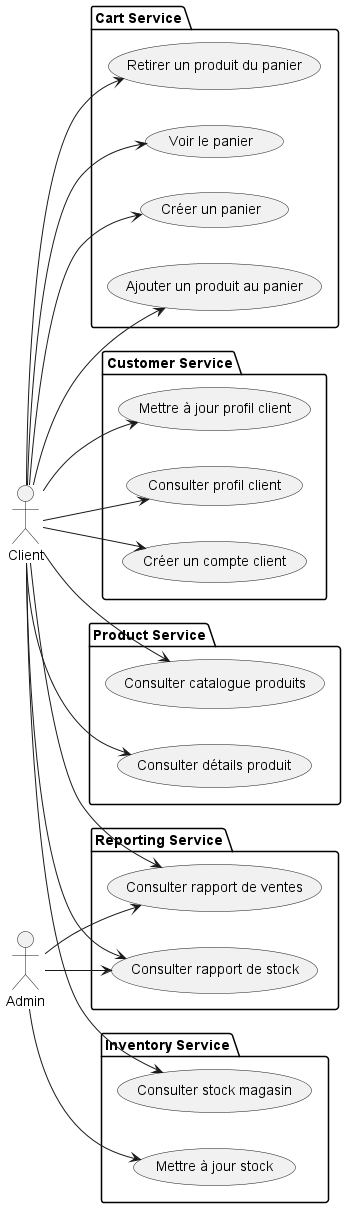 Cart Service
Retirer un produit du panier
Voir le panier
Créer un panier
Ajouter un produit au panier
Customer Service
Mettre à jour profil client
Consulter profil client
Client
Créer un compte client
Product Service
Consulter catalogue produits
Consulter détails produit
Reporting Service
Consulter rapport de ventes
Consulter rapport de stock
Admin
Inventory Service
Consulter stock magasin
Mettre à jour stock